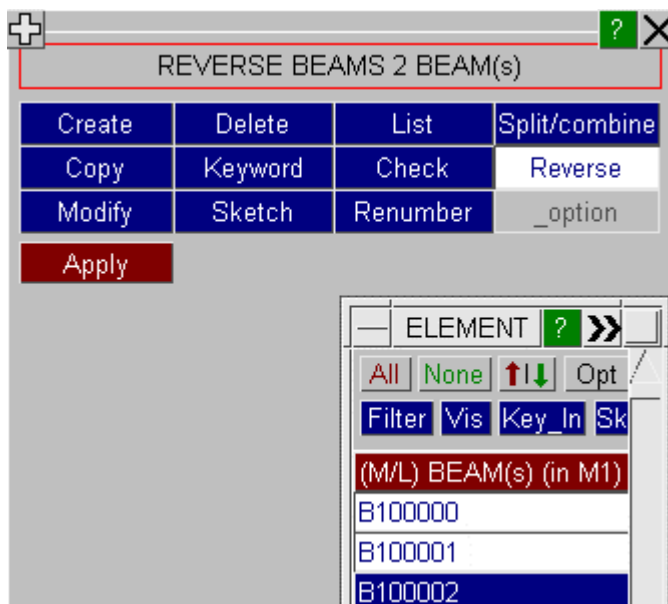 ?
REVERSE BEAMS 2 BEAM(s)
Create Delete List Split/combine
Copy Keyword Check Reverse
Modify Sketch Renumber _option
Apply
ELEMENT ?
All None Opt
Filter Vis Key_In Sk
(M/L) BEAM(s) (in M1)
B100000
B100001
B100002